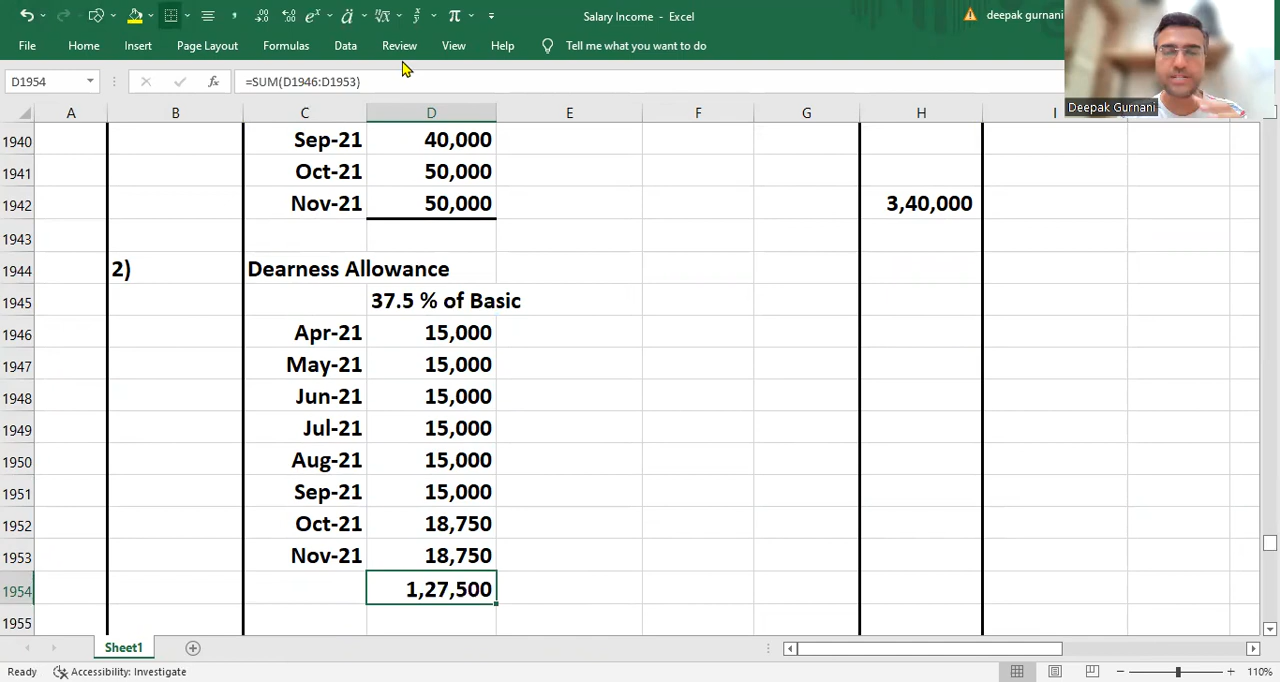 Salary Income - Excel
deepak gurnani
File Home Insert Page Layout Formulas Data Review View Help Tell me what you want to do
D1954 fx =SUM(D1946:D1953)
Deepak Gurnani
A B C D E F G H I
1940 Sep-21 40,000
1941 Oct-21 50,000
1942 Nov-21 50,000 3,40,000
1943
1944 2) Dearness Allowance
1945 37.5 % of Basic
1946 Apr-21 15,000
1947 May-21 15,000
1948 Jun-21 15,000
1949 Jul-21 15,000
1950 Aug-21 15,000
1951 Sep-21 15,000
1952 Oct-21 18,750
1953 Nov-21 18,750
1954 1,27,500
1955
Sheet1
Ready Accessibility: Investigate 110%